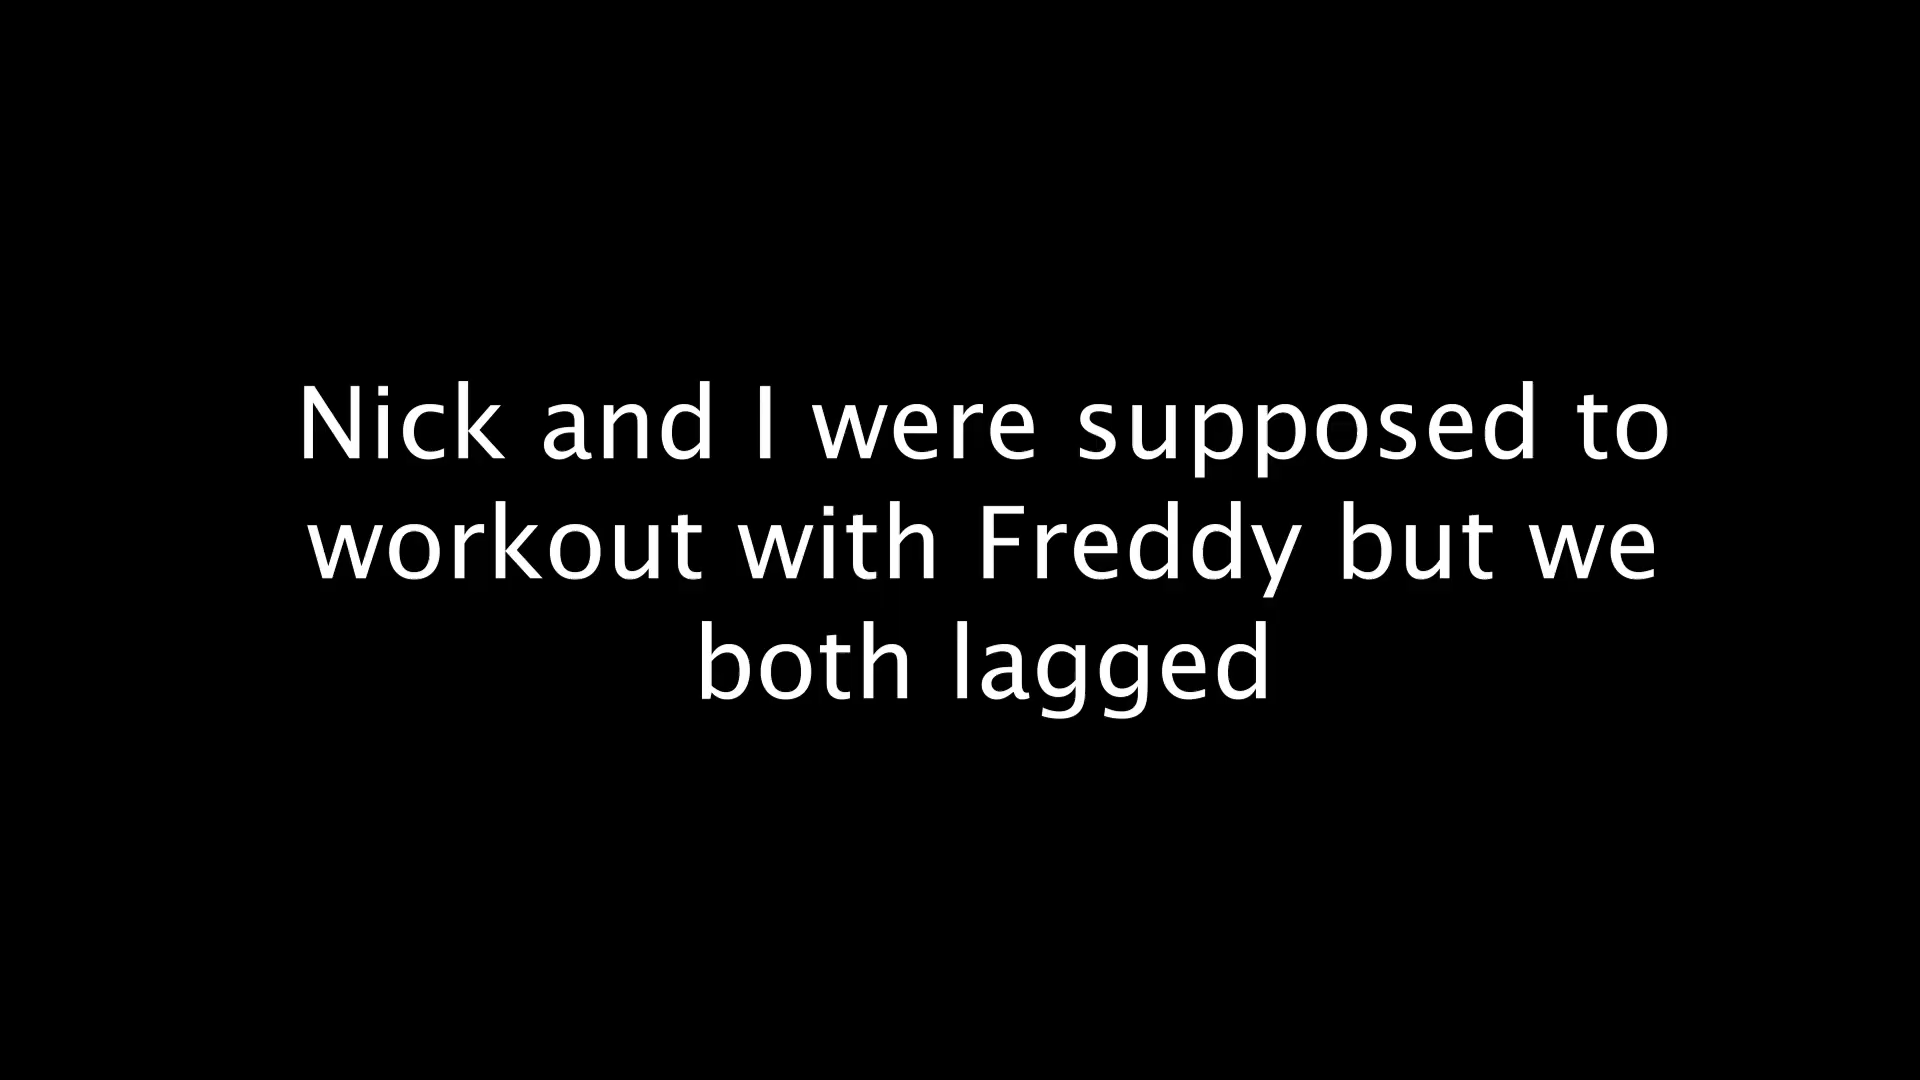 Nick and I were supposed to
workout with Freddy but we
both lagged